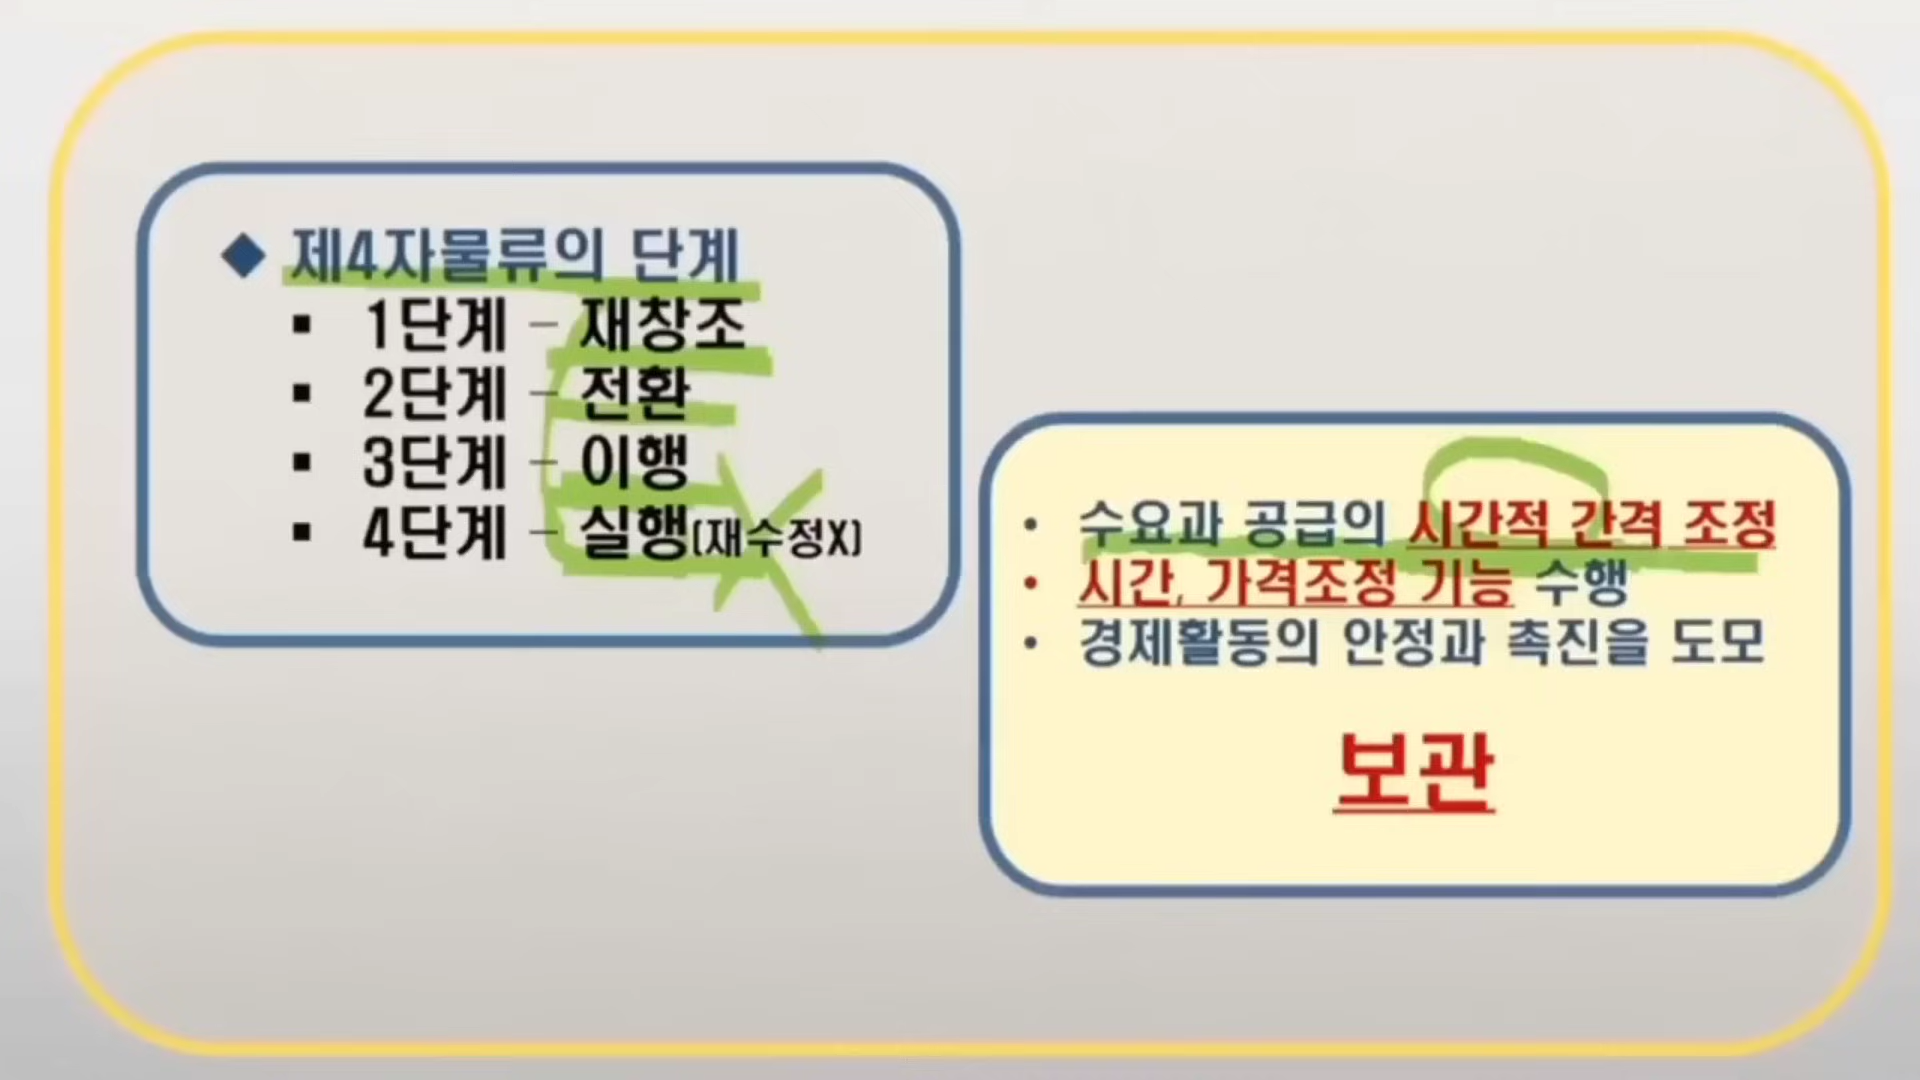 ◆ 제4자물류의 단계
▪ 1단계 – 재창조
▪ 2단계 – 전환
▪ 3단계 – 이행
▪ 4단계 – 실행(재수정X)
• 수요과 공급의 시간적 간격 조정
• 시간, 가격조정 기능 수행
• 경제활동의 안정과 촉진을 도모
보관